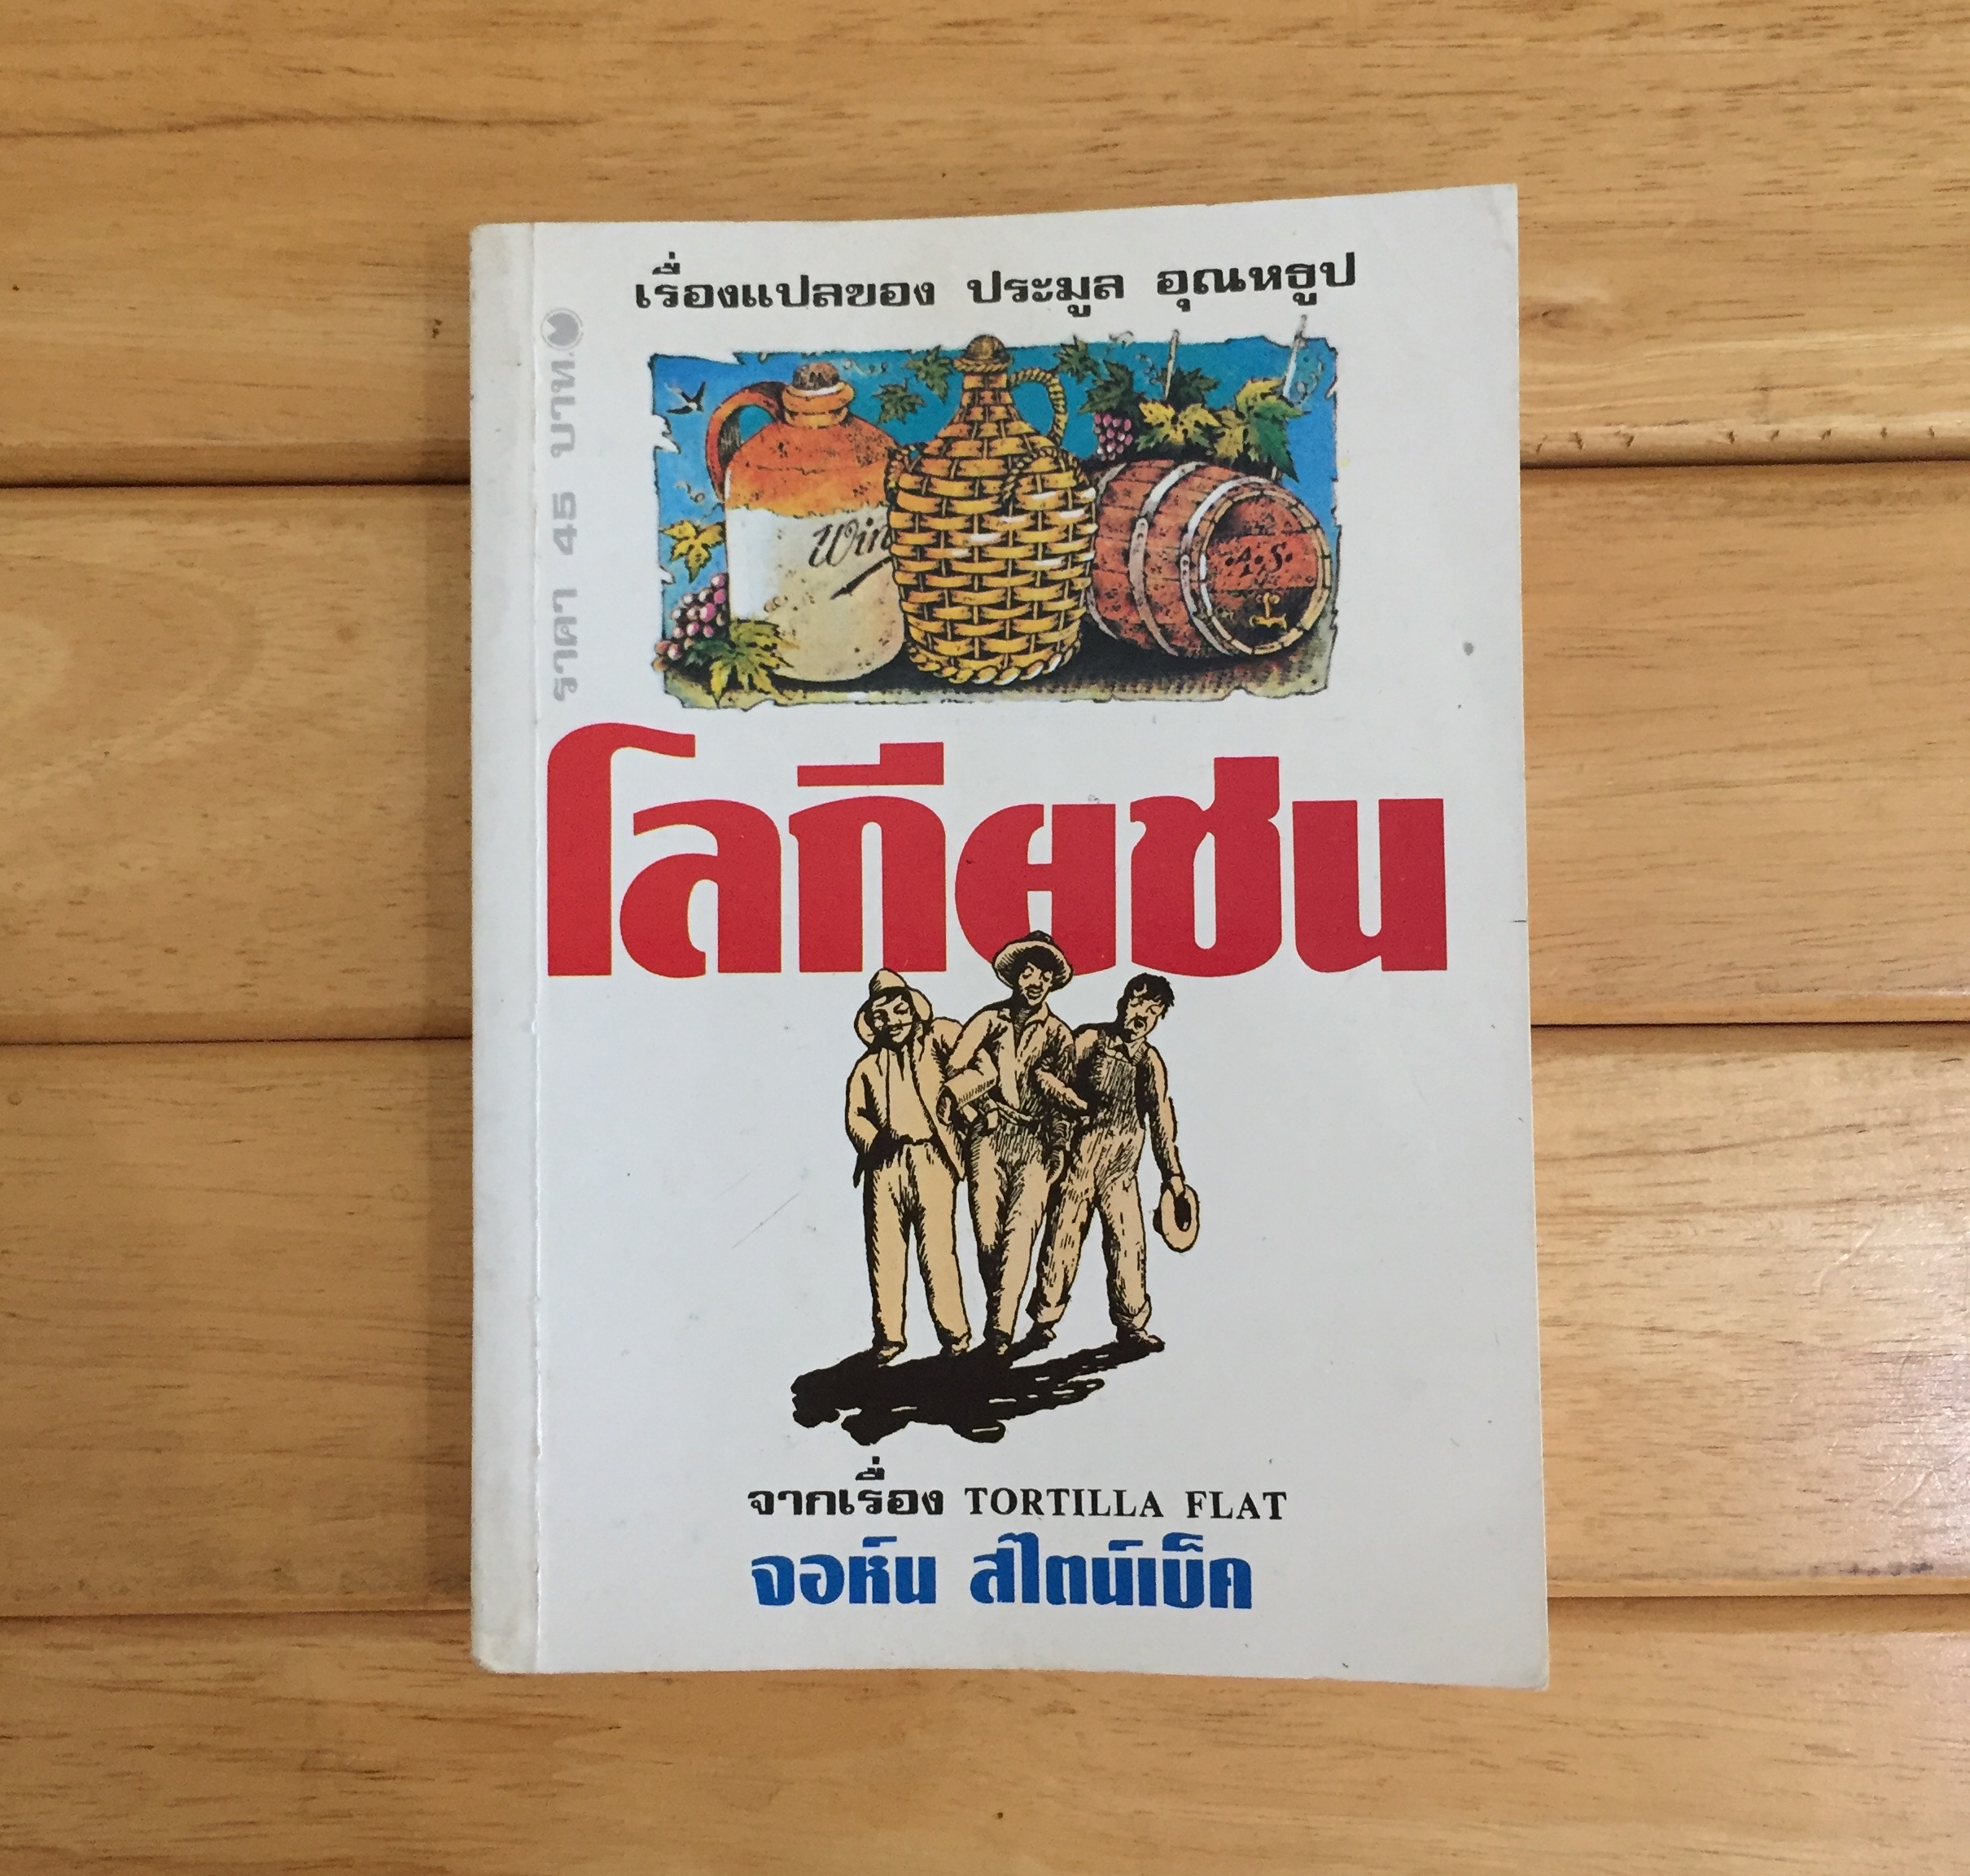 เรื่องแปลของ ประมูล อุณหธูป
ราคา 45 บาท
Win
·A.S.·
โลกียชน
จากเรื่อง TORTILLA FLAT
จอห์น สไตน์เบ็ค